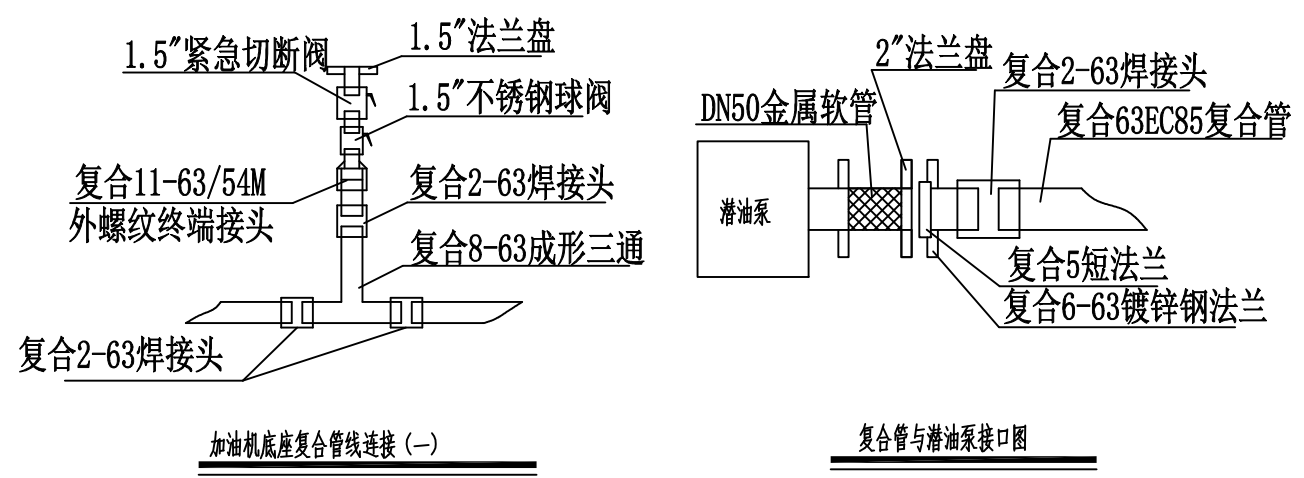 1.5"紧急切断阀
1.5"法兰盘
1.5"不锈钢球阀
复合11-63/54M
外螺纹终端接头
复合2-63焊接头
复合8-63成形三通
复合2-63焊接头
加油机底座复合管线连接(一)
2"法兰盘
复合2-63焊接头
DN50金属软管
复合63EC85复合管
潜油泵
复合5短法兰
复合6-63镀锌钢法兰
复合管与潜油泵接口图